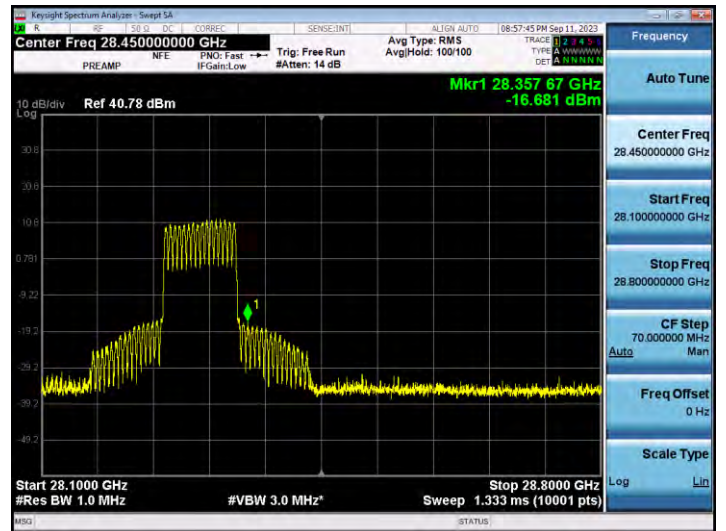 Keysight Spectrum Analyzer - Swept SA
R RF 50 Ω DC CORREC SENSE:INT ALIGN AUTO 08:57:45 PM Sep 11, 2023
Center Freq 28.450000000 GHz
NFE
PREAMP
PNO: Fast
IFGain:Low
Trig: Free Run
#Atten: 14 dB
Avg Type: RMS
Avg|Hold: 100/100
TRACE 1 2 3 4 5 6
TYPE A WWWWW
DET A N N N N N
Mkr1 28.357 67 GHz
-16.681 dBm
10 dB/div Ref 40.78 dBm
Log
30.8
20.8
10.8
0.781
-9.22
-19.2
-29.2
-39.2
-49.2
1
Start 28.1000 GHz Stop 28.8000 GHz
#Res BW 1.0 MHz #VBW 3.0 MHz* Sweep 1.333 ms (10001 pts)
MSG STATUS
Frequency
Auto Tune
Center Freq
28.450000000 GHz
Start Freq
28.100000000 GHz
Stop Freq
28.800000000 GHz
CF Step
70.000000 MHz
Auto Man
Freq Offset
0 Hz
Scale Type
Log Lin